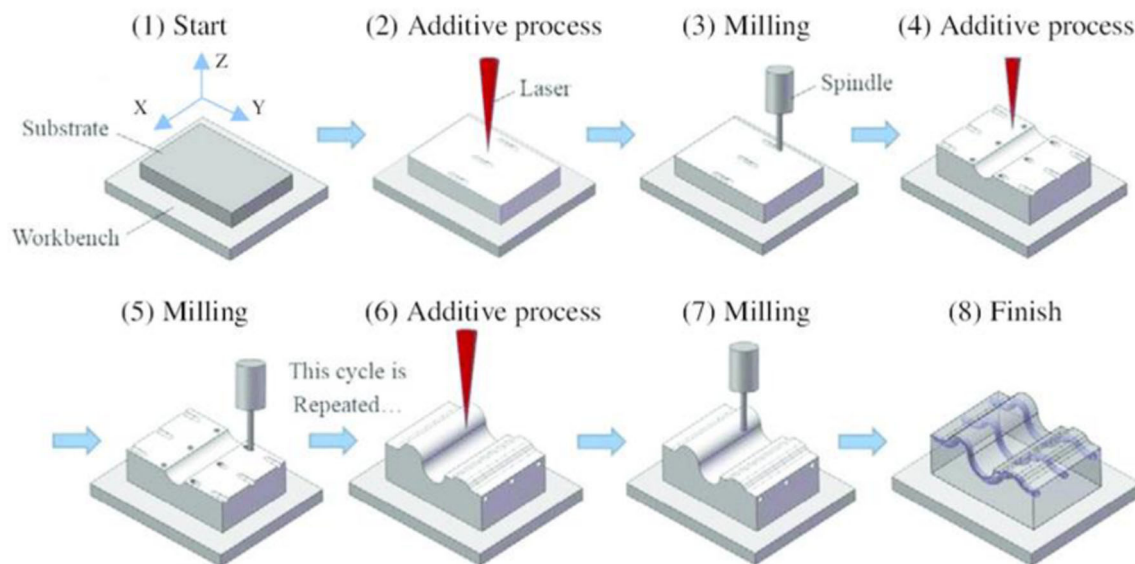 (1) Start
(2) Additive process
(3) Milling
(4) Additive process
Z
X
Y
Substrate
Workbench
Laser
Spindle
(5) Milling
(6) Additive process
(7) Milling
(8) Finish
This cycle is
Repeated…